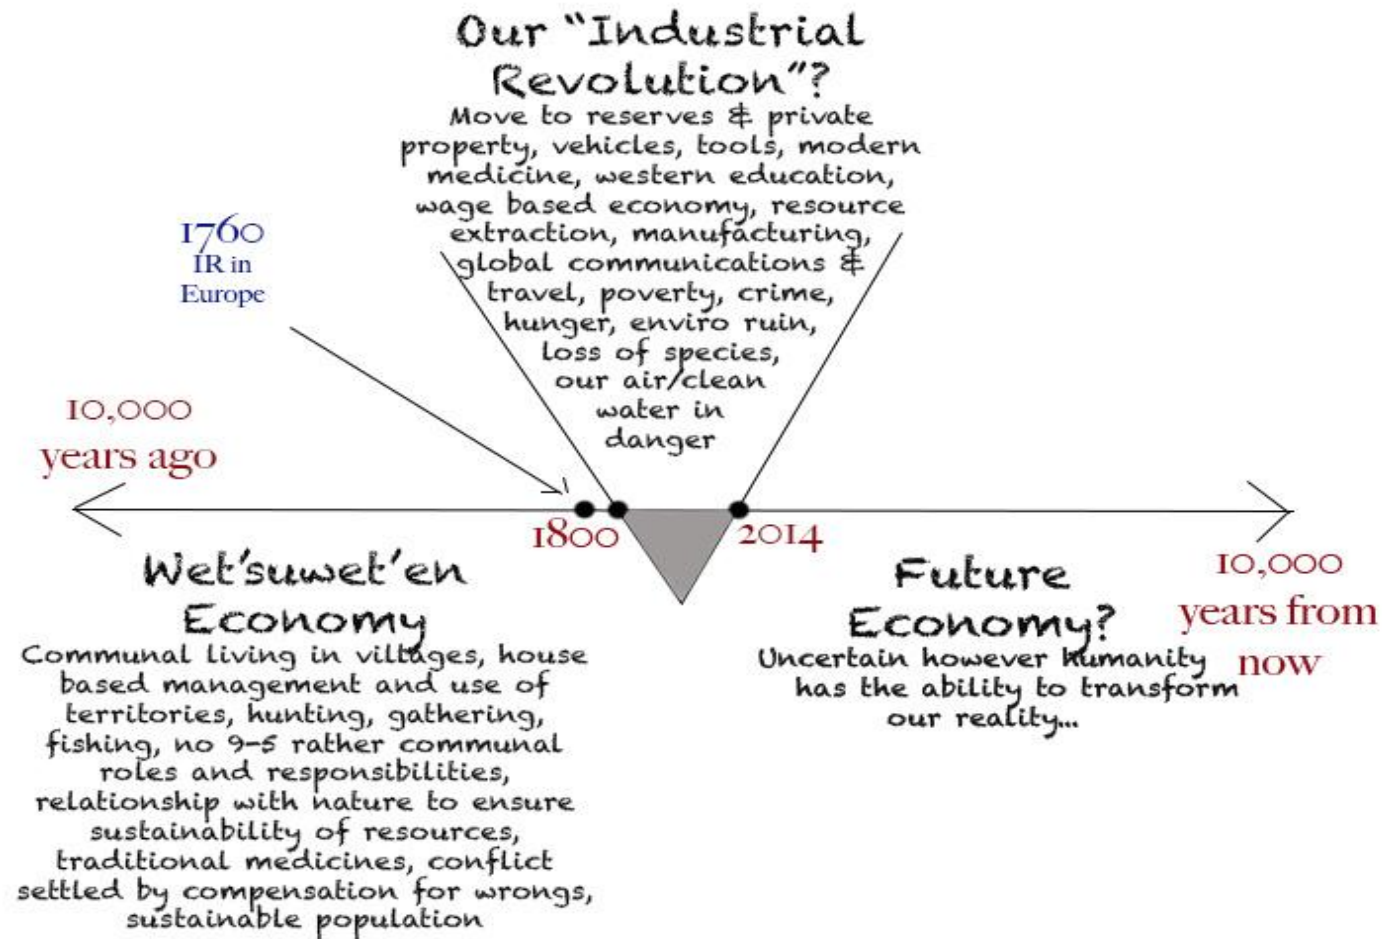 Our "Industrial
Revolution"?
Move to reserves & private
property, vehicles, tools, modern
medicine, western education,
wage based economy, resource
extraction, manufacturing,
global communications &
travel, poverty, crime,
hunger, enviro ruin,
loss of species,
our air/clean
water in
danger
1760
IR in
Europe
10,000
years ago
1800
2014
10,000
years from
now
Wet'suwet'en
Economy
Communal living in villages, house
based management and use of
territories, hunting, gathering,
fishing, no 9-5 rather communal
roles and responsibilities,
relationship with nature to ensure
sustainability of resources,
traditional medicines, conflict
settled by compensation for wrongs,
sustainable population
Future
Economy?
Uncertain however humanity
has the ability to transform
our reality...